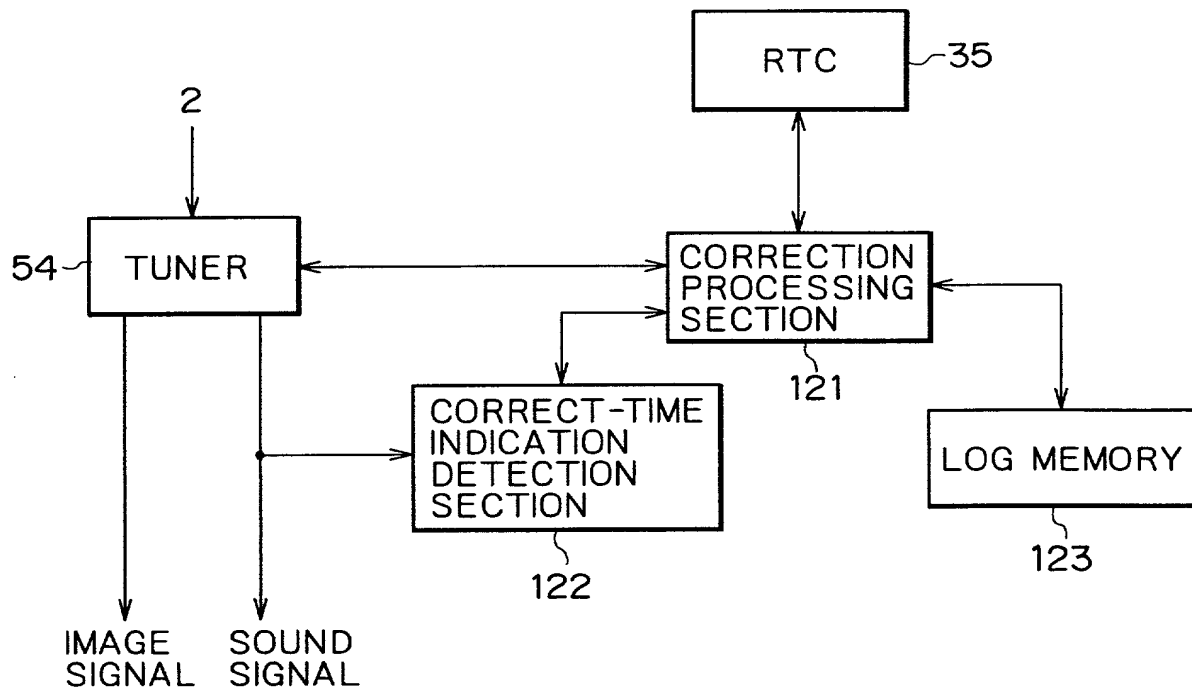 RTC
35
2
54
TUNER
CORRECTION
PROCESSING
SECTION
121
CORRECT-TIME
INDICATION
DETECTION
SECTION
122
LOG MEMORY
123
IMAGE
SIGNAL
SOUND
SIGNAL